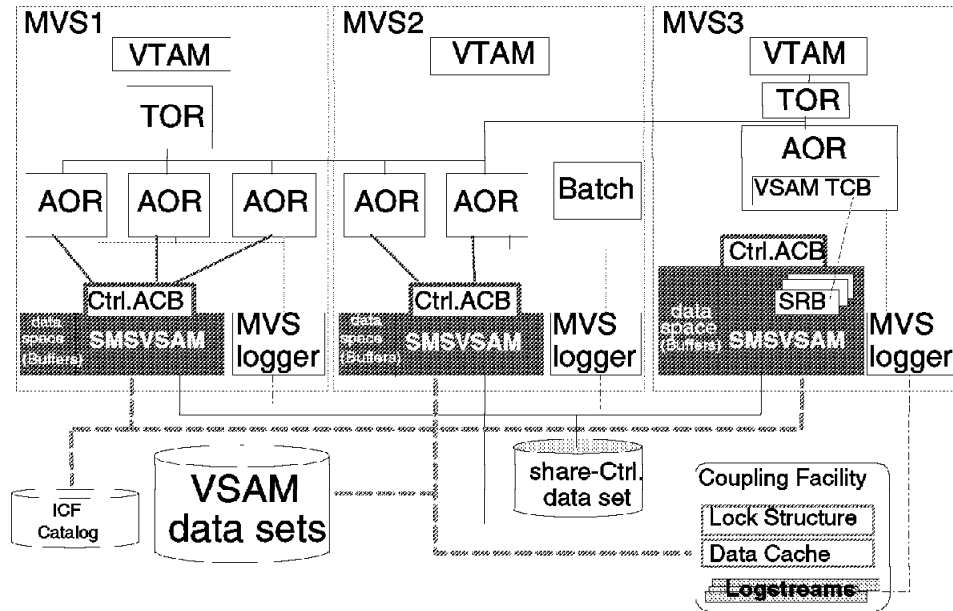 MVS1
MVS2
MVS3
VTAM
VTAM
VTAM
TOR
TOR
AOR
VSAM TCB
AOR
AOR
AOR
AOR
AOR
Batch
Ctrl.ACB
Ctrl.ACB
Ctrl.ACB
SRB
data
space
(Buffers)
SMSVSAM
MVS
logger
data
space
(Buffers)
SMSVSAM
MVS
logger
data
space
(Buffers)
SMSVSAM
MVS
logger
ICF
Catalog
VSAM
data sets
share-Ctrl.
data set
Coupling Facility
Lock Structure
Data Cache
Logstreams